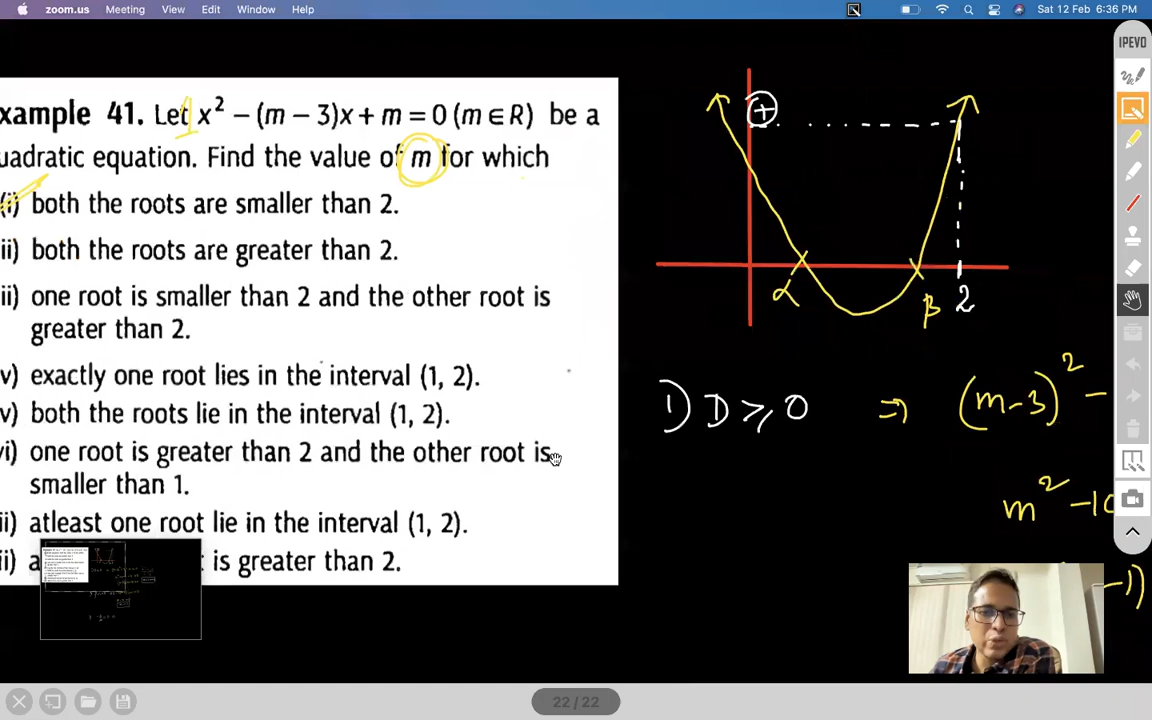 zoom.us Meeting View Edit Window Help Sat 12 Feb 6:36 PM
IPEVO
xample 41. Let 1 x² − (m − 3)x + m = 0 (m ∈ R) be a
uadratic equation. Find the value of m for which
(i) both the roots are smaller than 2.
ii) both the roots are greater than 2.
ii) one root is smaller than 2 and the other root is
greater than 2.
v) exactly one root lies in the interval (1, 2).
v) both the roots lie in the interval (1, 2).
vi) one root is greater than 2 and the other root is
smaller than 1.
ii) atleast one root lie in the interval (1, 2).
ii) a is greater than 2.
+
α β 2
1) D ≥ 0 ⇒ (m-3)² -
m² -10
-1)
22 / 22